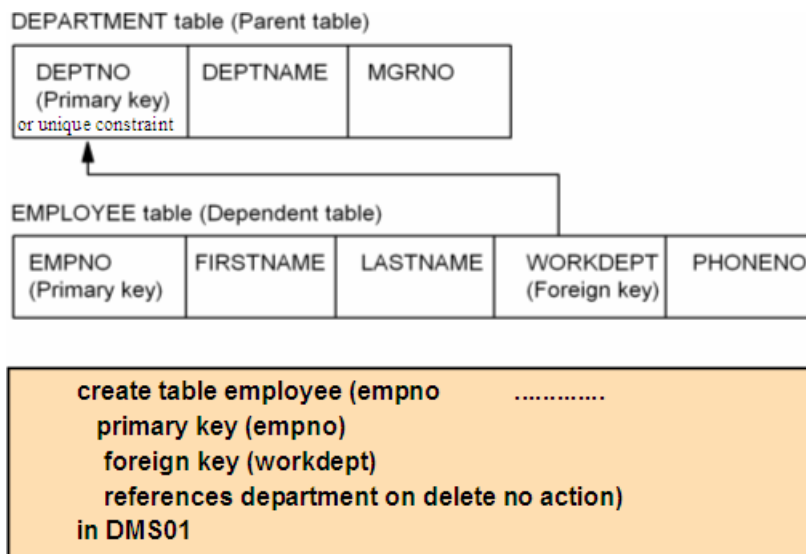 DEPARTMENT table (Parent table)
DEPTNO DEPTNAME MGRNO
(Primary key)
or unique constraint
EMPLOYEE table (Dependent table)
EMPNO FIRSTNAME LASTNAME WORKDEPT PHONENO
(Primary key) (Foreign key)
create table employee (empno .............
primary key (empno)
foreign key (workdept)
references department on delete no action)
in DMS01